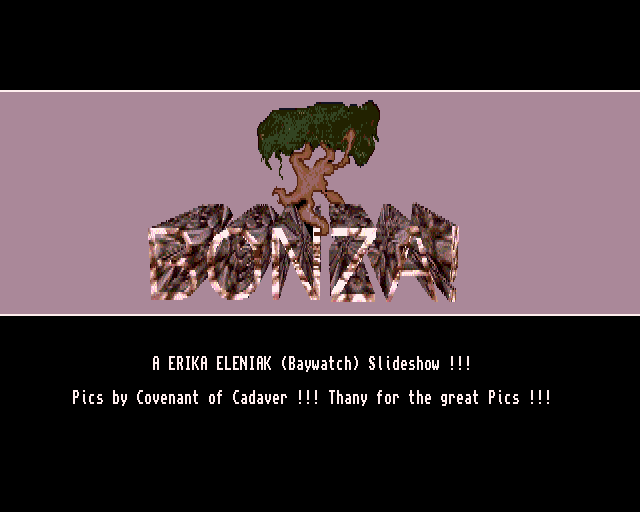 BONZAI
A ERIKA ELENIAK (Baywatch) Slideshow !!!
Pics by Covenant of Cadaver !!! Thany for the great Pics !!!